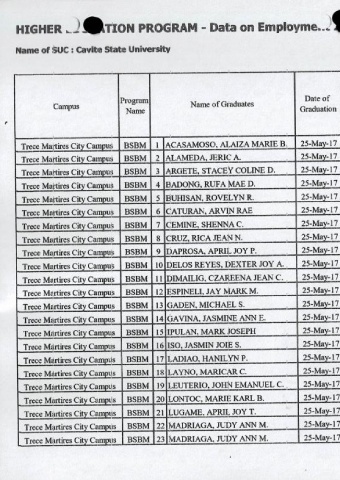 HIGHER ATION PROGRAM - Data on Employme...
Name of SUC : Cavite State University
Campus Program Name Name of Graduates Date of Graduation
Trece Martires City Campus BSBM 1 ACASAMOSO, ALAIZA MARIE B. 25-May-17
Trece Martires City Campus BSBM 2 ALAMEDA, JERIC A. 25-May-17
Trece Martires City Campus BSBM 3 ARGETE, STACEY COLINE D. 25-May-17
Trece Martires City Campus BSBM 4 BADONG, RUFA MAE D. 25-May-17
Trece Martires City Campus BSBM 5 BUHISAN, ROVELYN R. 25-May-17
Trece Martires City Campus BSBM 6 CATURAN, ARVIN RAE 25-May-17
Trece Martires City Campus BSBM 7 CEMINE, SHENNA C. 25-May-17
Trece Martires City Campus BSBM 8 CRUZ, RICA JEAN N. 25-May-17
Trece Martires City Campus BSBM 9 DAPROSA, APRIL JOY P. 25-May-17
Trece Martires City Campus BSBM 10 DELOS REYES, DEXTER JOY A. 25-May-17
Trece Martires City Campus BSBM 11 DIMAILIG, CZAREENA JEAN C. 25-May-17
Trece Martires City Campus BSBM 12 ESPINELI, JAY MARK M. 25-May-17
Trece Martires City Campus BSBM 13 GADEN, MICHAEL S. 25-May-17
Trece Martires City Campus BSBM 14 GAVINA, JASMINE ANN E. 25-May-17
Trece Martires City Campus BSBM 15 IPULAN, MARK JOSEPH 25-May-17
Trece Martires City Campus BSBM 16 ISO, JASMIN JOIE S. 25-May-17
Trece Martires City Campus BSBM 17 LADIAO, HANILYN P. 25-May-17
Trece Martires City Campus BSBM 18 LAYNO, MARICAR C. 25-May-17
Trece Martires City Campus BSBM 19 LEUTERIO, JOHN EMANUEL C. 25-May-17
Trece Martires City Campus BSBM 20 LONTOC, MARIE KARL B. 25-May-17
Trece Martires City Campus BSBM 21 LUGAME, APRIL JOY T. 25-May-17
Trece Martires City Campus BSBM 22 MADRIAGA, JUDY ANN M. 25-May-17
Trece Martires City Campus BSBM 23 MADRIAGA, JUDY ANN M. 25-May-17